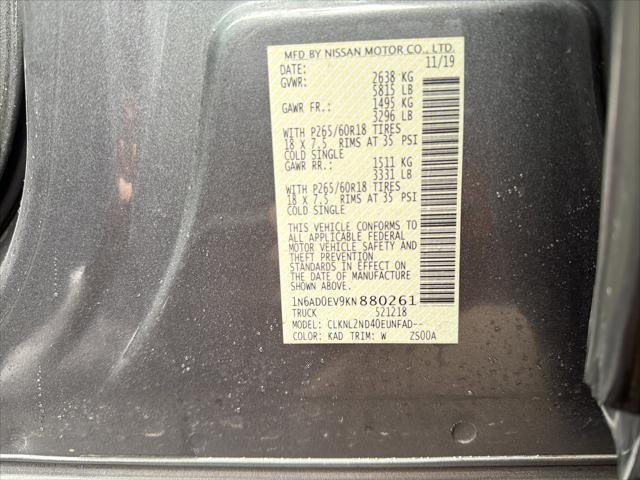 MFD BY NISSAN MOTOR CO., LTD.
DATE: 11/19
GVWR: 2638 KG
5815 LB
GAWR FR.: 1495 KG
3296 LB
WITH P265/60R18 TIRES
18 X 7.5 RIMS AT 35 PSI
COLD SINGLE
GAWR RR.: 1511 KG
3331 LB
WITH P265/60R18 TIRES
18 X 7.5 RIMS AT 35 PSI
COLD SINGLE
THIS VEHICLE CONFORMS TO
ALL APPLICABLE FEDERAL
MOTOR VEHICLE SAFETY AND
THEFT PREVENTION
STANDARDS IN EFFECT ON
THE DATE OF MANUFACTURE
SHOWN ABOVE.
1N6AD0EV9KN880261
TRUCK 521218
MODEL: CLKNL2ND40EUNFAD--
COLOR: KAD TRIM: W ZS00A